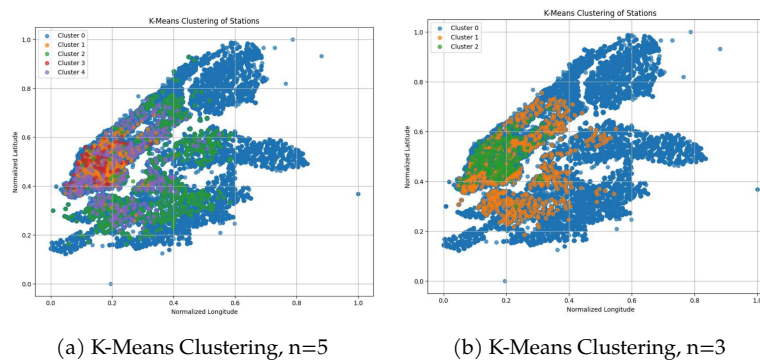 K-Means Clustering of Stations
Cluster 0
Cluster 1
Cluster 2
Cluster 3
Cluster 4
1.0
0.8
0.6
0.4
0.2
0.0
Normalized Latitude
0.0 0.2 0.4 0.6 0.8 1.0
Normalized Longitude
(a) K-Means Clustering, n=5
K-Means Clustering of Stations
Cluster 0
Cluster 1
Cluster 2
1.0
0.8
0.6
0.4
0.2
0.0
Normalized Latitude
0.0 0.2 0.4 0.6 0.8 1.0
Normalized Longitude
(b) K-Means Clustering, n=3